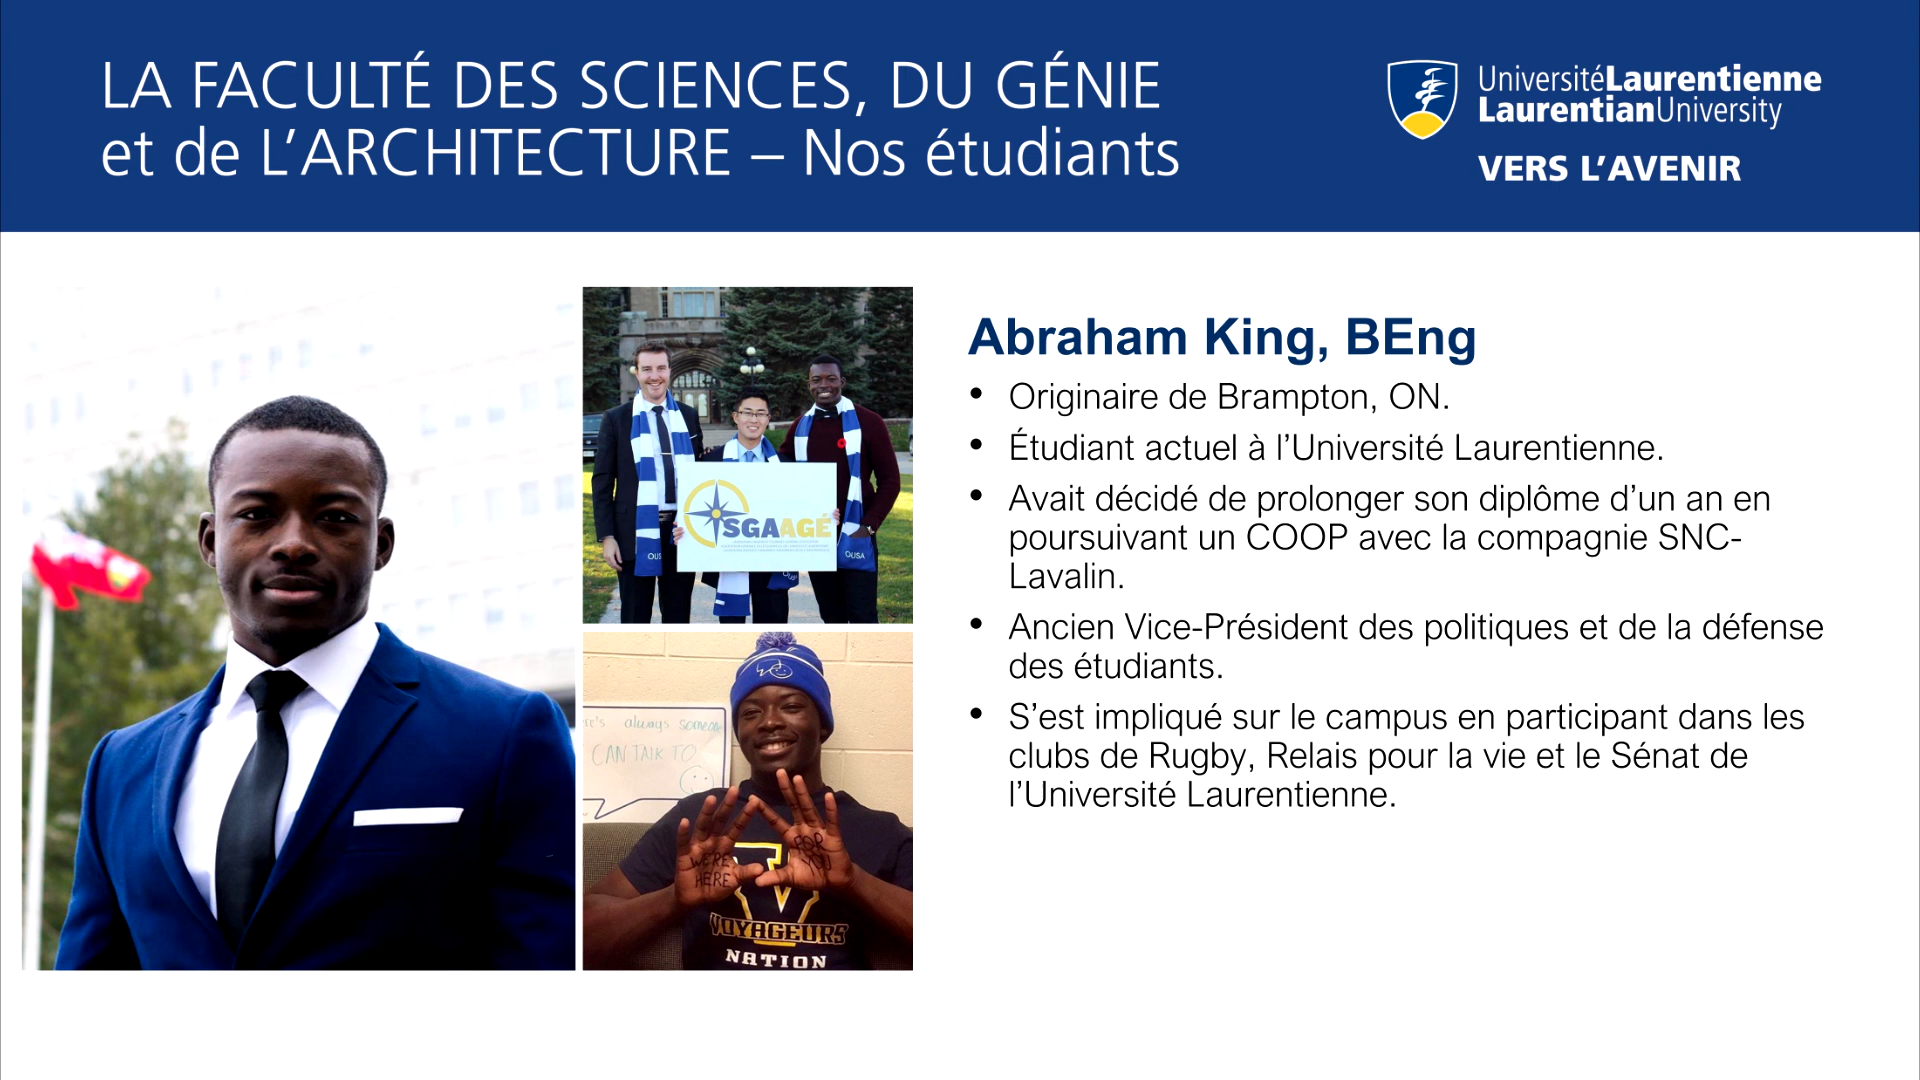 LA FACULTÉ DES SCIENCES, DU GÉNIE
et de L’ARCHITECTURE – Nos étudiants
UniversitéLaurentienne
LaurentianUniversity
VERS L’AVENIR
Abraham King, BEng
• Originaire de Brampton, ON.
• Étudiant actuel à l’Université Laurentienne.
• Avait décidé de prolonger son diplôme d’un an en
poursuivant un COOP avec la compagnie SNC-
Lavalin.
• Ancien Vice-Président des politiques et de la défense
des étudiants.
• S’est impliqué sur le campus en participant dans les
clubs de Rugby, Relais pour la vie et le Sénat de
l’Université Laurentienne.
SGAAGÉ
OUSA
always
CAN TALK TO
WE'RE
HERE
FOR
YOU
VOYAGEURS
NATION